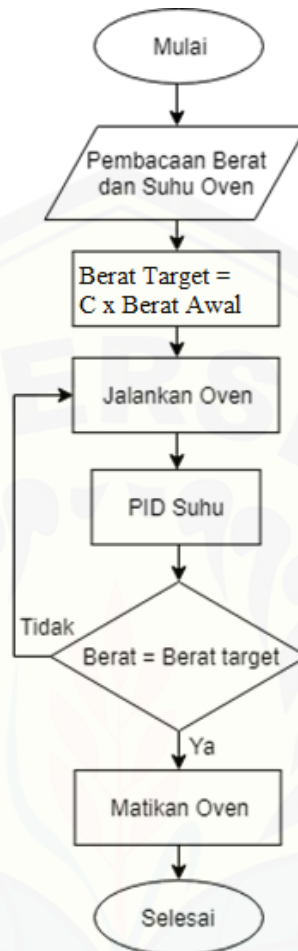 Mulai
Pembacaan Berat
dan Suhu Oven
Berat Target =
C x Berat Awal
Jalankan Oven
PID Suhu
Tidak
Berat = Berat target
Ya
Matikan Oven
Selesai